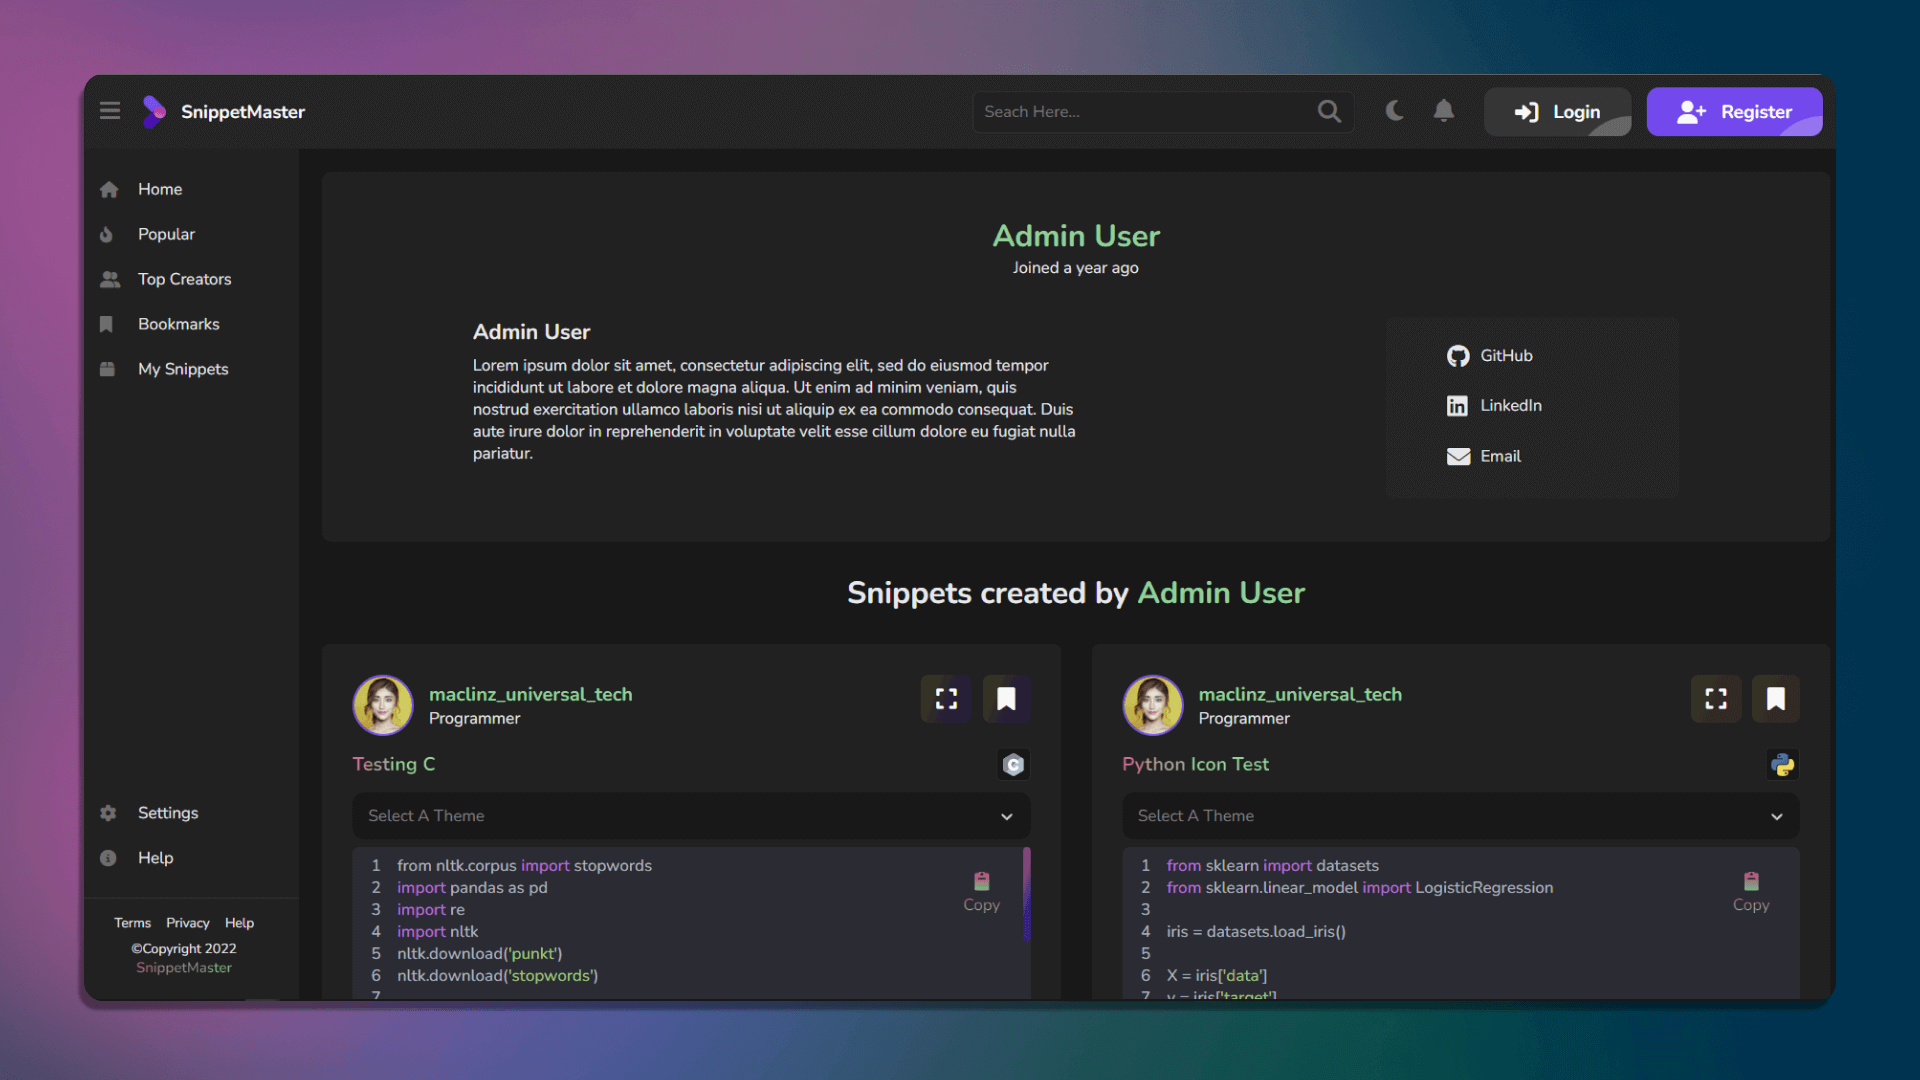 SnippetMaster
Seach Here...
Login
Register
Home
Popular
Top Creators
Bookmarks
My Snippets
Settings
Help
Terms Privacy Help
©Copyright 2022
SnippetMaster
Admin User
Joined a year ago
Admin User
Lorem ipsum dolor sit amet, consectetur adipiscing elit, sed do eiusmod tempor
incididunt ut labore et dolore magna aliqua. Ut enim ad minim veniam, quis
nostrud exercitation ullamco laboris nisi ut aliquip ex ea commodo consequat. Duis
aute irure dolor in reprehenderit in voluptate velit esse cillum dolore eu fugiat nulla
pariatur.
GitHub
LinkedIn
Email
Snippets created by Admin User
maclinz_universal_tech
Programmer
Testing C
C
Select A Theme
1 from nltk.corpus import stopwords
2 import pandas as pd
3 import re
4 import nltk
5 nltk.download('punkt')
6 nltk.download('stopwords')
7
Copy
maclinz_universal_tech
Programmer
Python Icon Test
Select A Theme
1 from sklearn import datasets
2 from sklearn.linear_model import LogisticRegression
3
4 iris = datasets.load_iris()
5
6 X = iris['data']
7 y = iris['target']
Copy